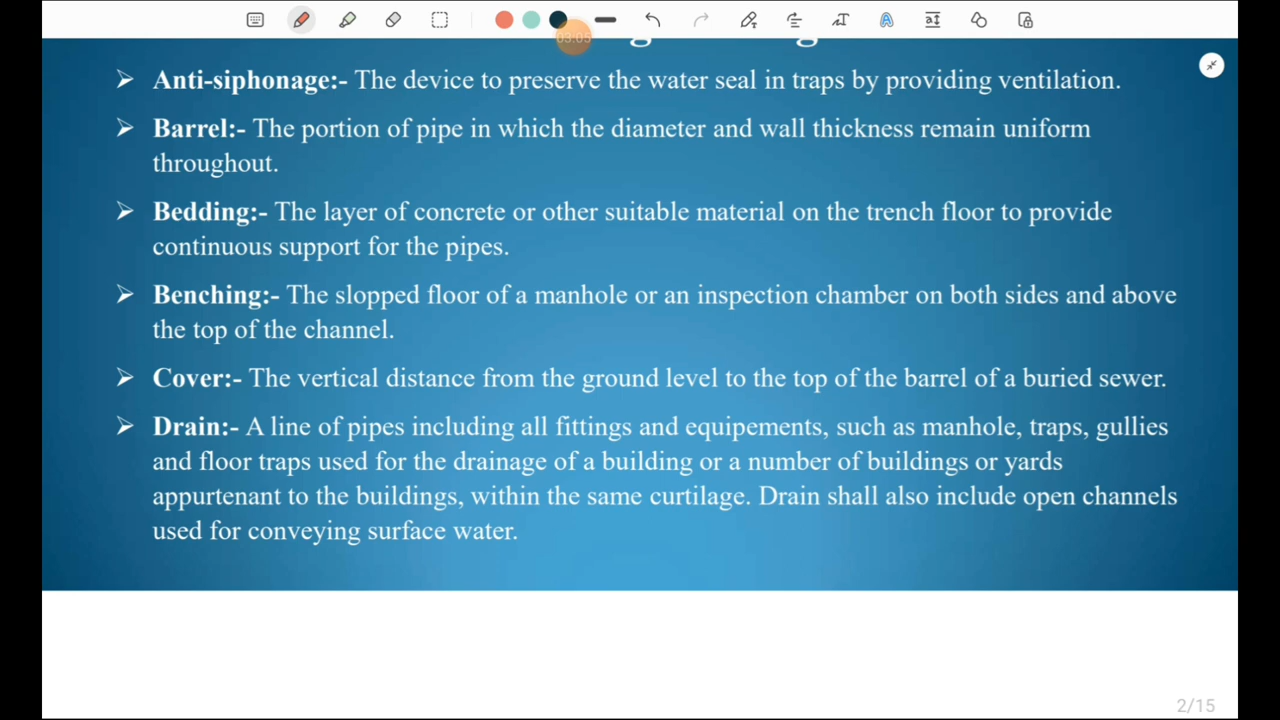 03:05
Anti-siphonage:- The device to preserve the water seal in traps by providing ventilation.
Barrel:- The portion of pipe in which the diameter and wall thickness remain uniform
throughout.
Bedding:- The layer of concrete or other suitable material on the trench floor to provide
continuous support for the pipes.
Benching:- The slopped floor of a manhole or an inspection chamber on both sides and above
the top of the channel.
Cover:- The vertical distance from the ground level to the top of the barrel of a buried sewer.
Drain:- A line of pipes including all fittings and equipements, such as manhole, traps, gullies
and floor traps used for the drainage of a building or a number of buildings or yards
appurtenant to the buildings, within the same curtilage. Drain shall also include open channels
used for conveying surface water.
2/15